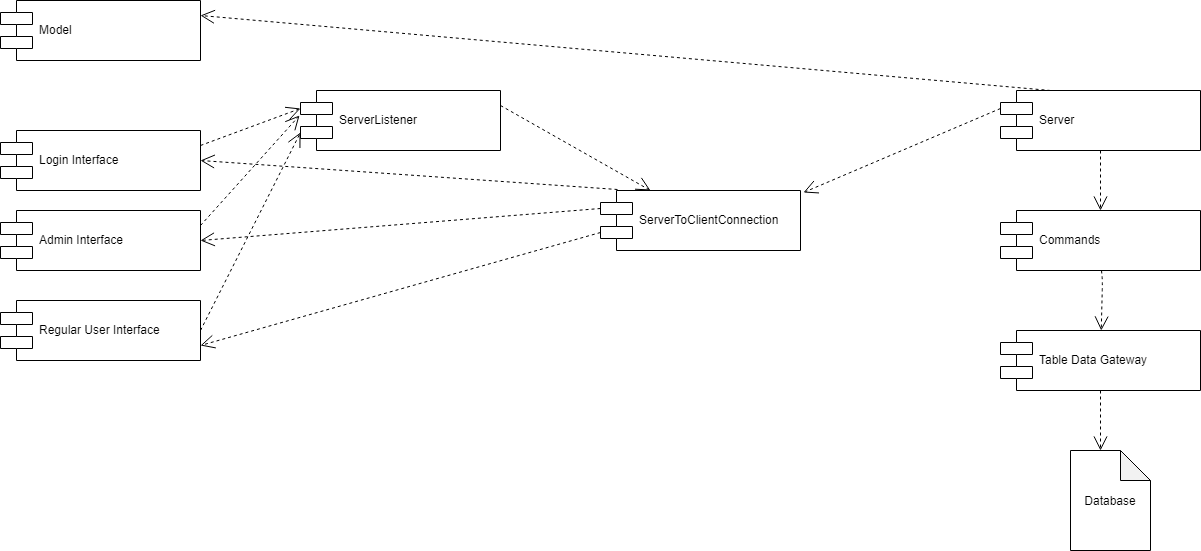 Model
ServerListener
Server
Login Interface
ServerToClientConnection
Admin Interface
Commands
Regular User Interface
Table Data Gateway
Database